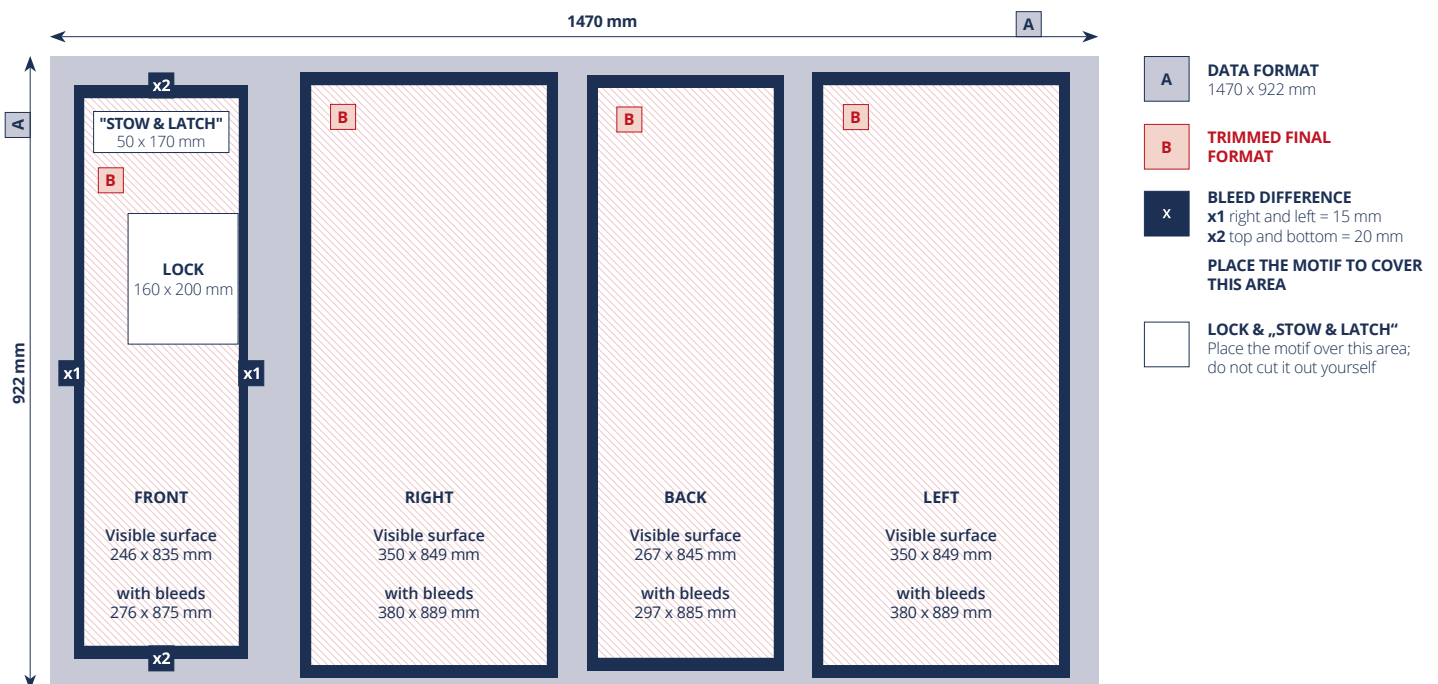 1470 mm
A
A
922 mm
x2
"STOW & LATCH"
50 x 170 mm
B
LOCK
160 x 200 mm
x1
x1
FRONT
Visible surface
246 x 835 mm
with bleeds
276 x 875 mm
x2
B
RIGHT
Visible surface
350 x 849 mm
with bleeds
380 x 889 mm
B
BACK
Visible surface
267 x 845 mm
with bleeds
297 x 885 mm
B
LEFT
Visible surface
350 x 849 mm
with bleeds
380 x 889 mm
A
DATA FORMAT
1470 x 922 mm
B
TRIMMED FINAL
FORMAT
x
BLEED DIFFERENCE
x1 right and left = 15 mm
x2 top and bottom = 20 mm
PLACE THE MOTIF TO COVER
THIS AREA
LOCK & „STOW & LATCH“
Place the motif over this area;
do not cut it out yourself